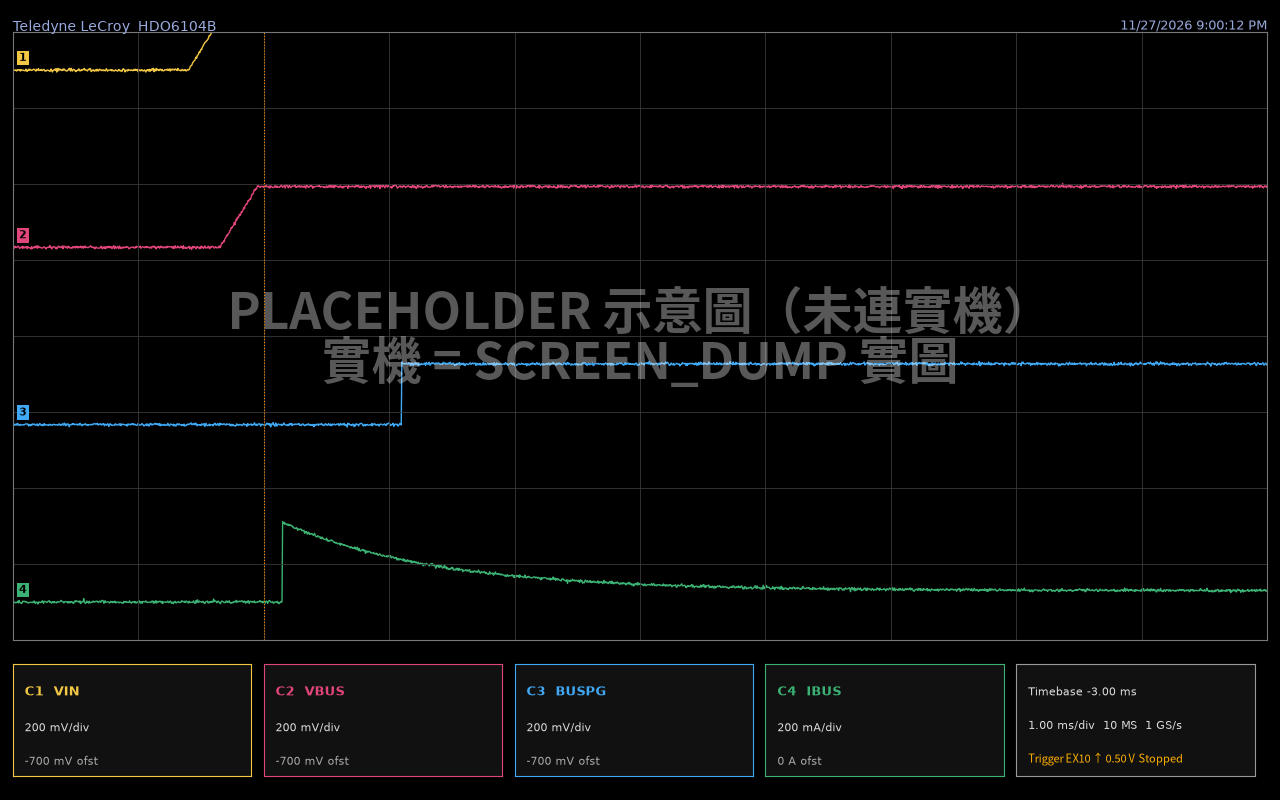 Teledyne LeCroy HDO6104B
11/27/2026 9:00:12 PM
1
2
PLACEHOLDER 示意圖（未連實機）
實機 = SCREEN_DUMP 實圖
3
4
C1 VIN
200 mV/div
-700 mV ofst
C2 VBUS
200 mV/div
-700 mV ofst
C3 BUSPG
200 mV/div
-700 mV ofst
C4 IBUS
200 mA/div
0 A ofst
Timebase -3.00 ms
1.00 ms/div 10 MS 1 GS/s
Trigger EX10 ↑ 0.50 V Stopped